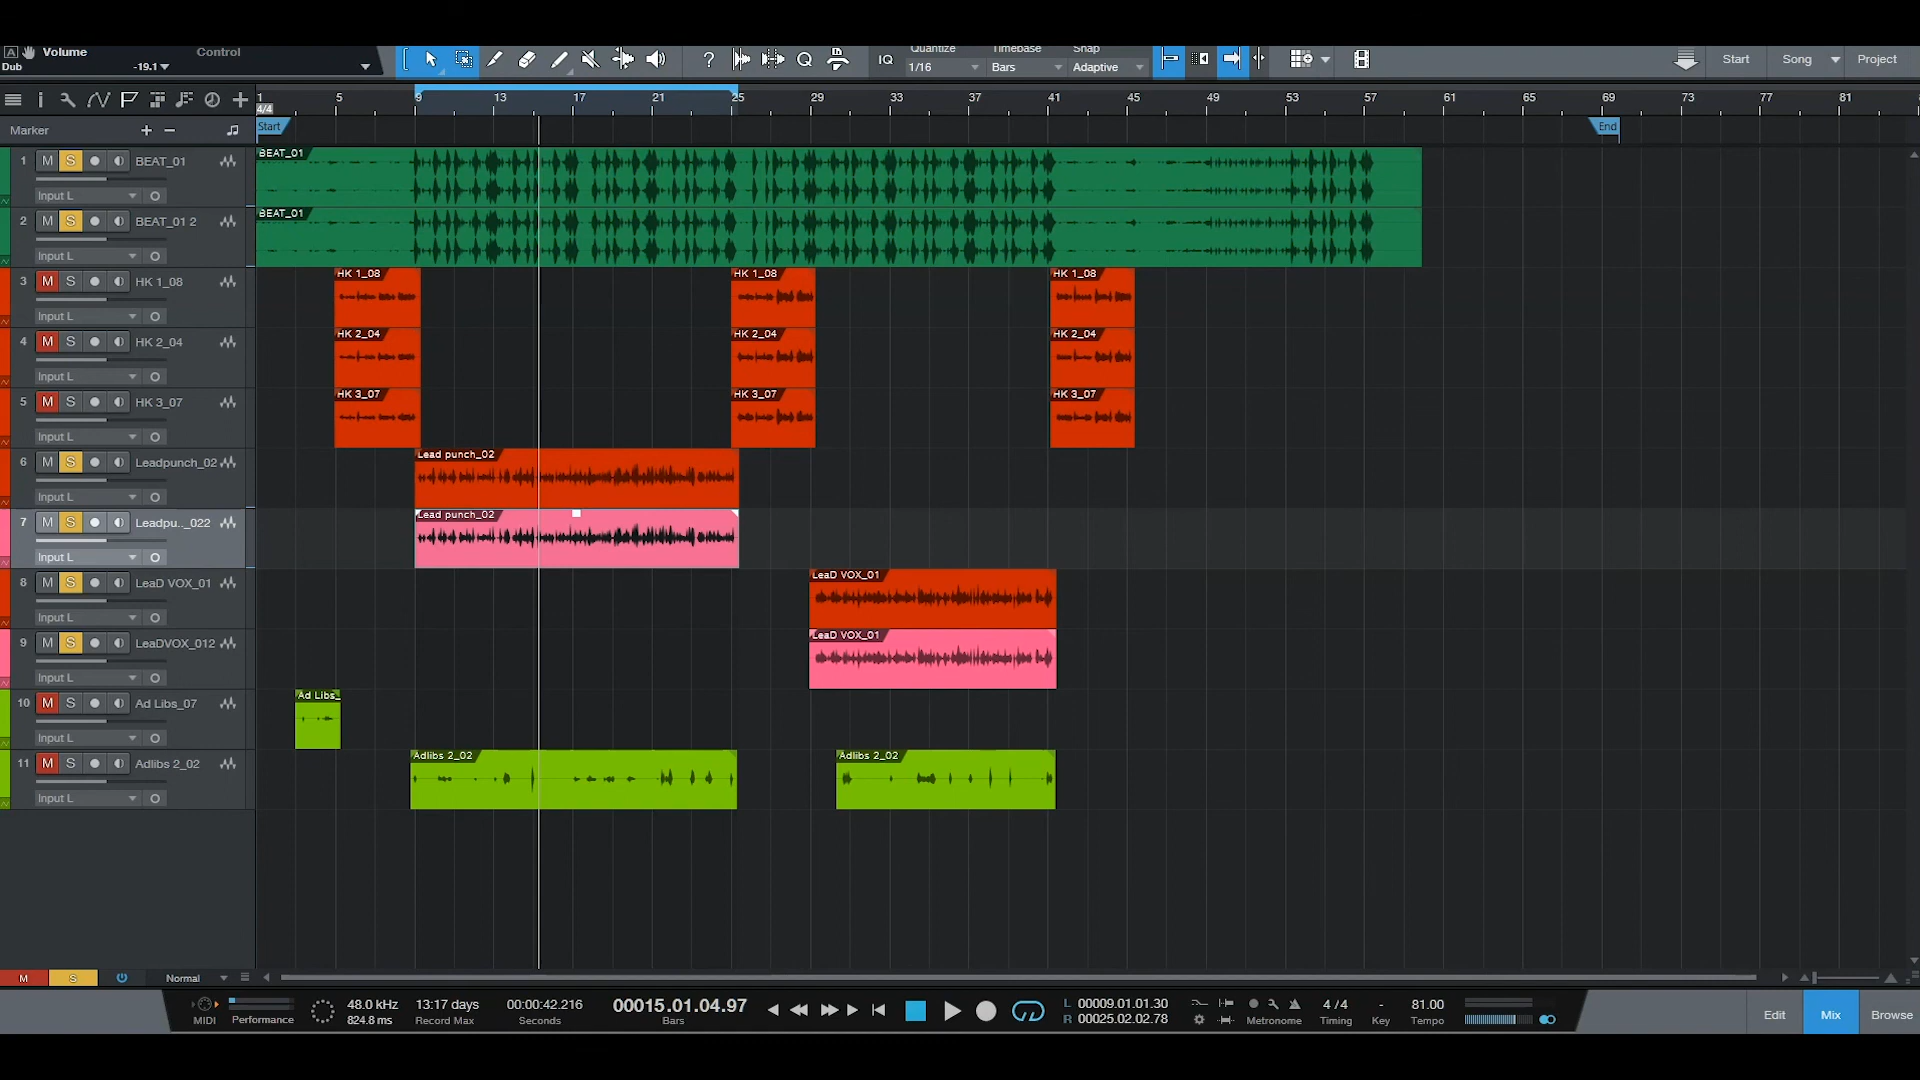 Volume Control
Dub -19.1
IQ Quantize Timebase Snap
1/16 Bars Adaptive
Start Song Project
1 5 9 13 17 21 25 29 33 37 41 45 49 53 57 61 65 69 73 77 81
4/4
Marker + − Start End
1 M S BEAT_01
Input L
BEAT_01
2 M S BEAT_01 2
Input L
BEAT_01
3 M S HK 1_08
Input L
HK 1_08 HK 1_08 HK 1_08
4 M S HK 2_04
Input L
HK 2_04 HK 2_04 HK 2_04
5 M S HK 3_07
Input L
HK 3_07 HK 3_07 HK 3_07
6 M S Leadpunch_02
Input L
Lead punch_02
7 M S Leadpu.._022
Input L
Lead punch_02
8 M S LeaD VOX_01
Input L
LeaD VOX_01
9 M S LeaDVOX_012
Input L
LeaD VOX_01
10 M S Ad Libs_07
Input L
Ad Libs_
11 M S Adlibs 2_02
Input L
Adlibs 2_02 Adlibs 2_02
M S Normal
MIDI Performance
48.0 kHz
824.8 ms
13:17 days
Record Max
00:00:42.216
Seconds
00015.01.04.97
Bars
L 00009.01.01.30
R 00025.02.02.78
Metronome
4 / 4
Timing
-
Key
81.00
Tempo
Edit Mix Browse